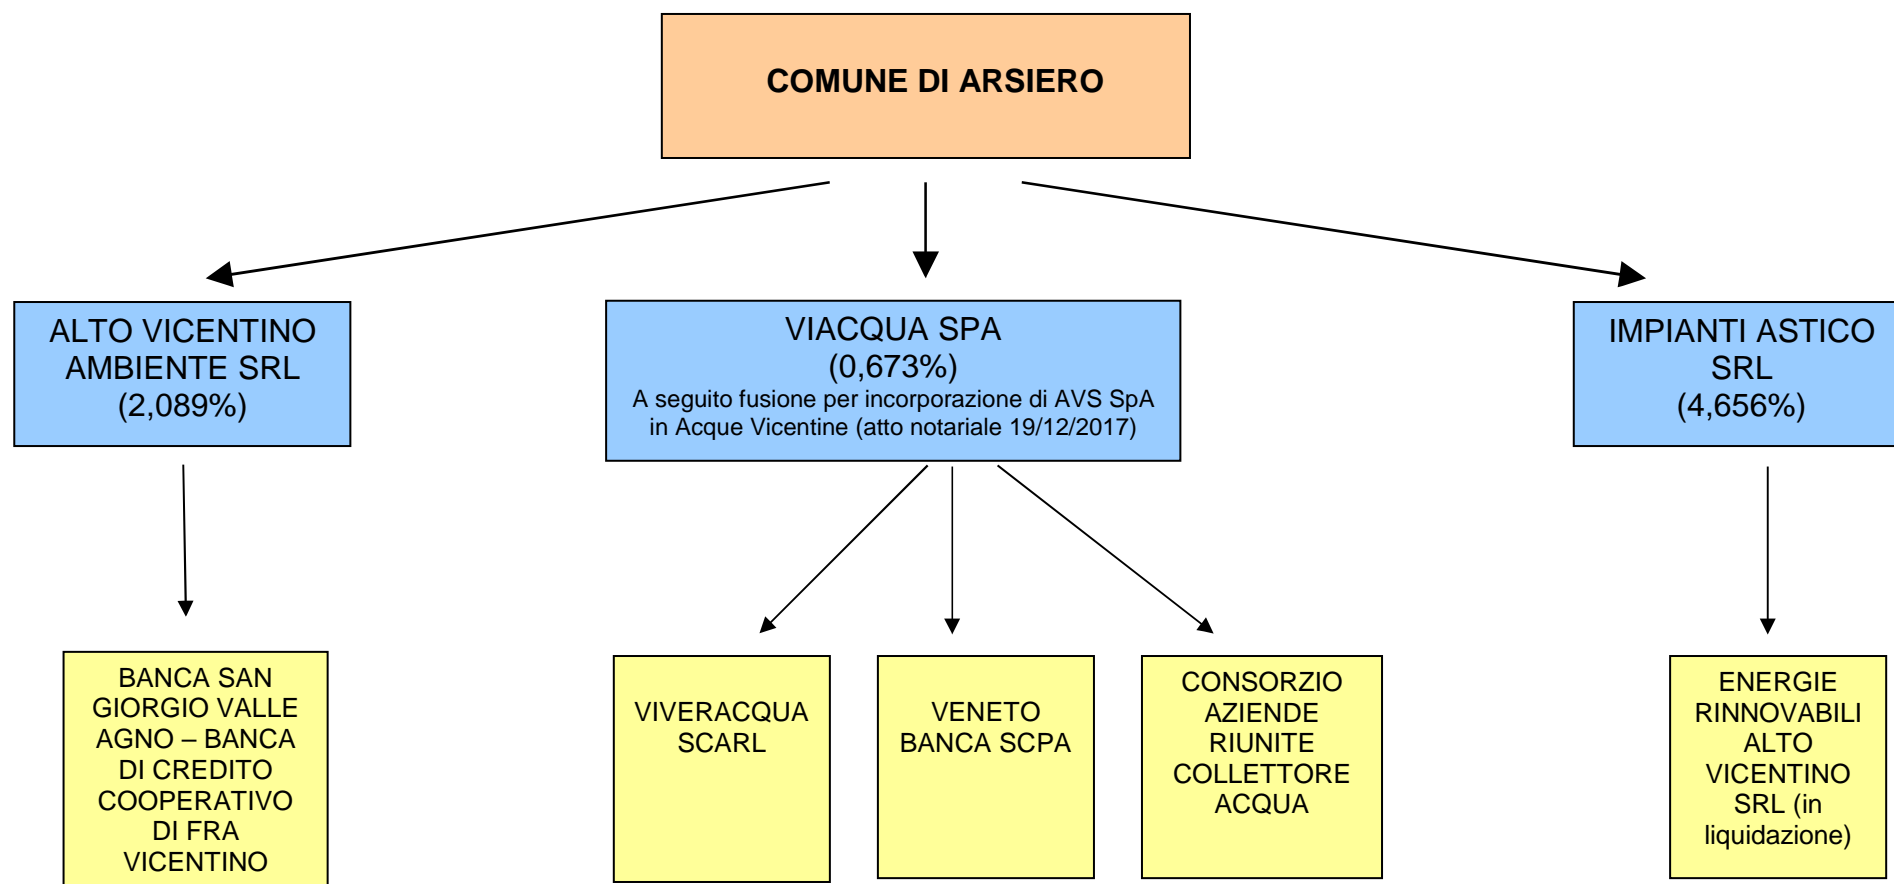 COMUNE DI ARSIERO
ALTO VICENTINO
AMBIENTE SRL
(2,089%)
VIACQUA SPA
(0,673%)
A seguito fusione per incorporazione di AVS SpA
in Acque Vicentine (atto notariale 19/12/2017)
IMPIANTI ASTICO
SRL
(4,656%)
BANCA SAN
GIORGIO VALLE
AGNO – BANCA
DI CREDITO
COOPERATIVO
DI FRA
VICENTINO
VIVERACQUA
SCARL
VENETO
BANCA SCPA
CONSORZIO
AZIENDE
RIUNITE
COLLETTORE
ACQUA
ENERGIE
RINNOVABILI
ALTO
VICENTINO
SRL (in
liquidazione)